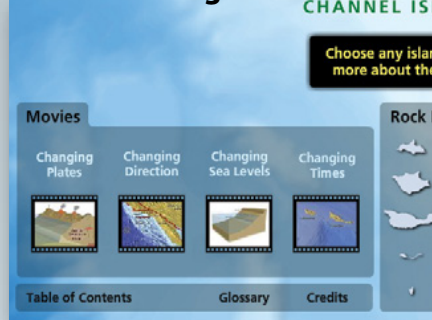 CHANNEL IS
Choose any islan
more about the
Movies
Rock
Changing
Plates
Changing
Direction
Changing
Sea Levels
Changing
Times
Table of Contents
Glossary
Credits